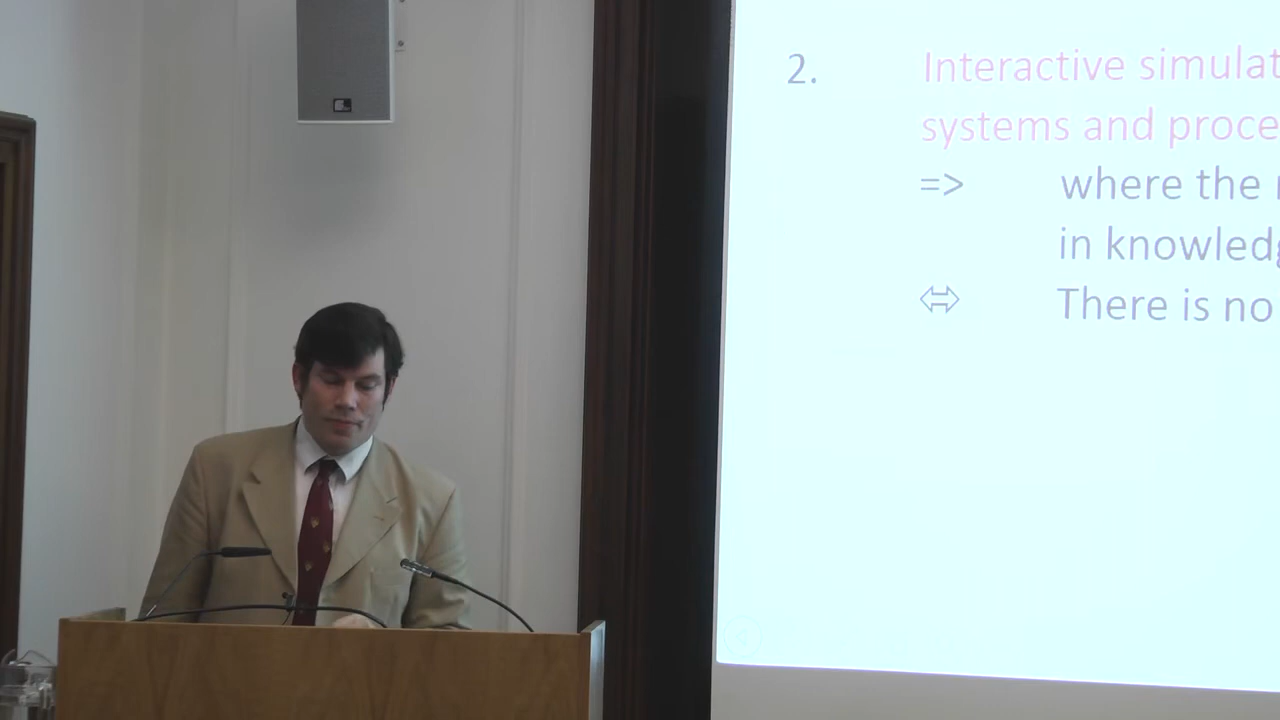 2. Interactive simulat
systems and proce
=> where the
in knowledg
⬄ There is no